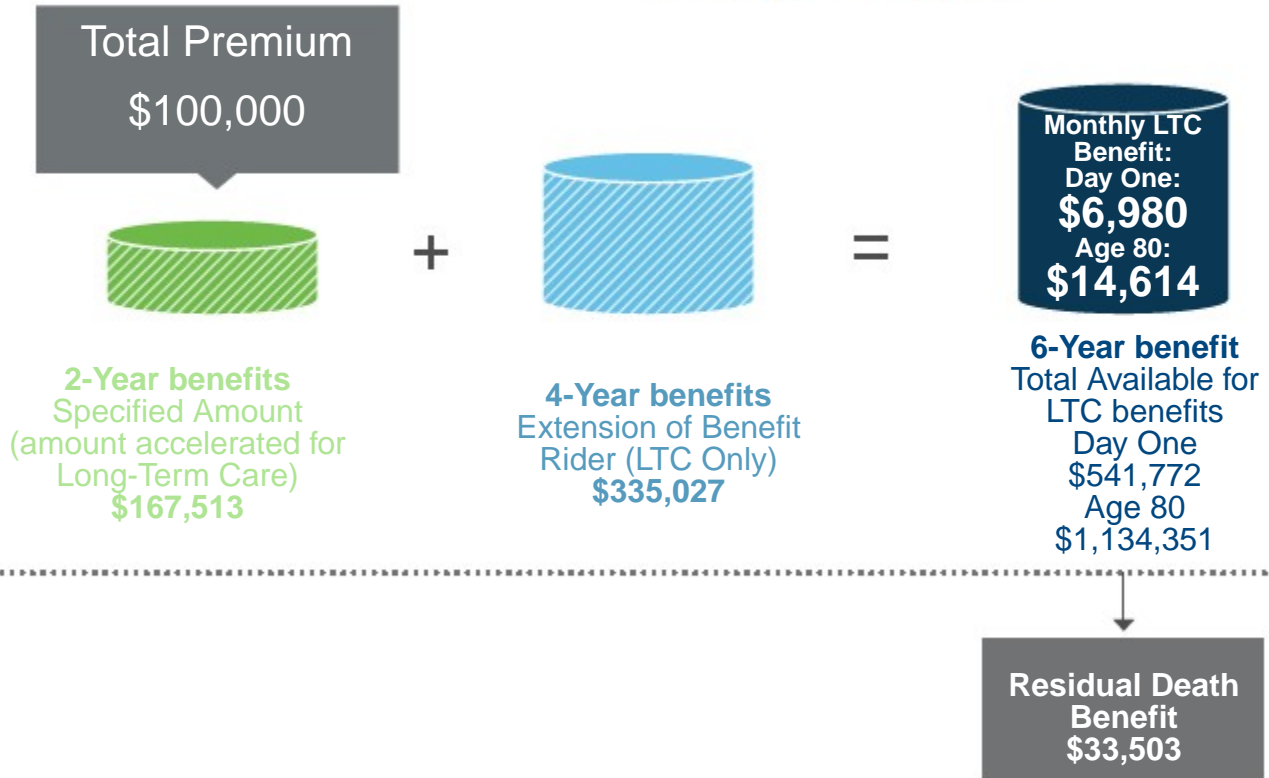 Total Premium
$100,000
+
=
Monthly LTC
Benefit:
Day One:
$6,980
Age 80:
$14,614
2-Year benefits
Specified Amount
(amount accelerated for
Long-Term Care)
$167,513
4-Year benefits
Extension of Benefit
Rider (LTC Only)
$335,027
6-Year benefit
Total Available for
LTC benefits
Day One
$541,772
Age 80
$1,134,351
Residual Death
Benefit
$33,503